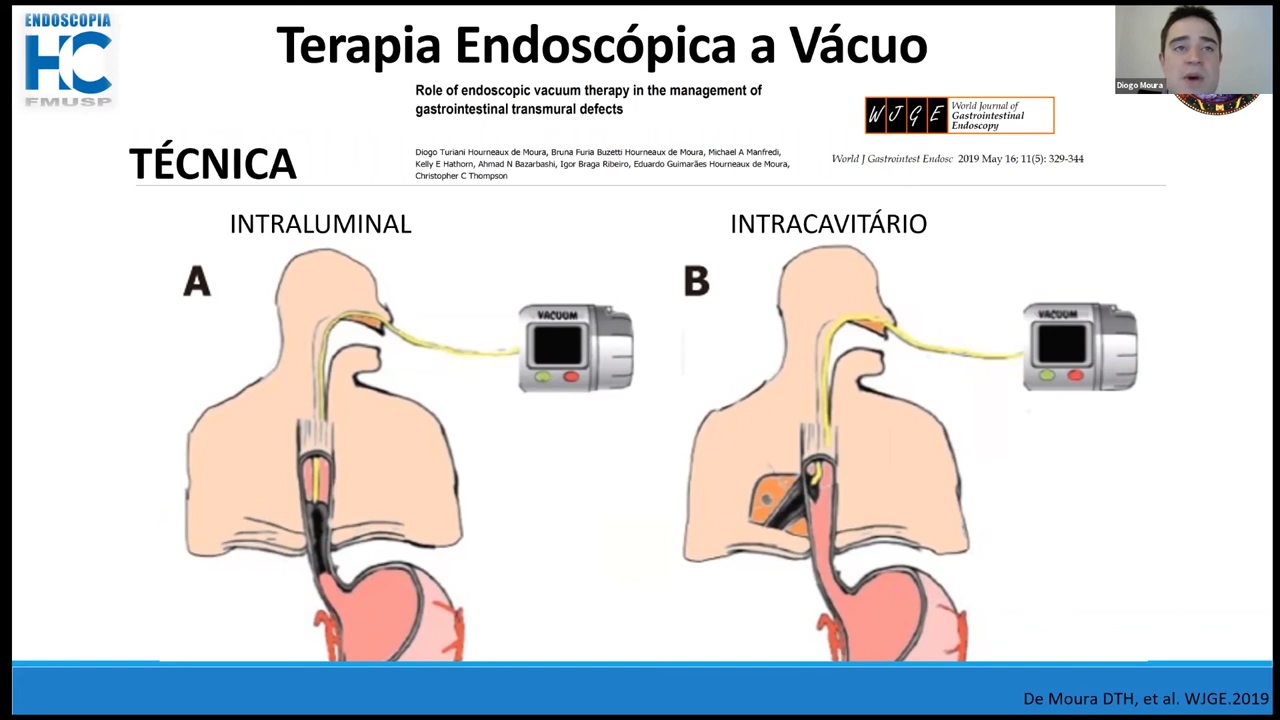 ENDOSCOPIA
HC
FMUSP
Terapia Endoscópica a Vácuo
Diogo Moura
Role of endoscopic vacuum therapy in the management of
gastrointestinal transmural defects
WJGE
World Journal of
Gastrointestinal
Endoscopy
TÉCNICA
Diogo Turiani Hourneaux de Moura, Bruna Furia Buzetti Hourneaux de Moura, Michael A Manfredi,
Kelly E Hathorn, Ahmad N Bazarbashi, Igor Braga Ribeiro, Eduardo Guimarães Hourneaux de Moura,
Christopher C Thompson
World J Gastrointest Endosc 2019 May 16; 11(5): 329-344
INTRALUMINAL
INTRACAVITÁRIO
A
B
VACUOM
VACUOM
De Moura DTH, et al. WJGE.2019